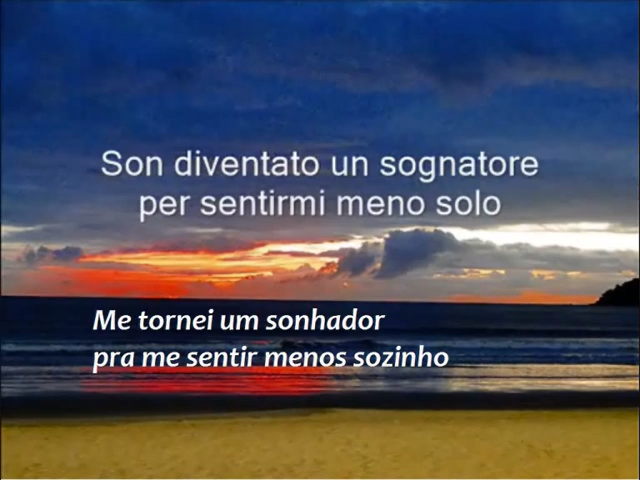 Son diventato un sognatore
per sentirmi meno solo
Me tornei um sonhador
pra me sentir menos sozinho